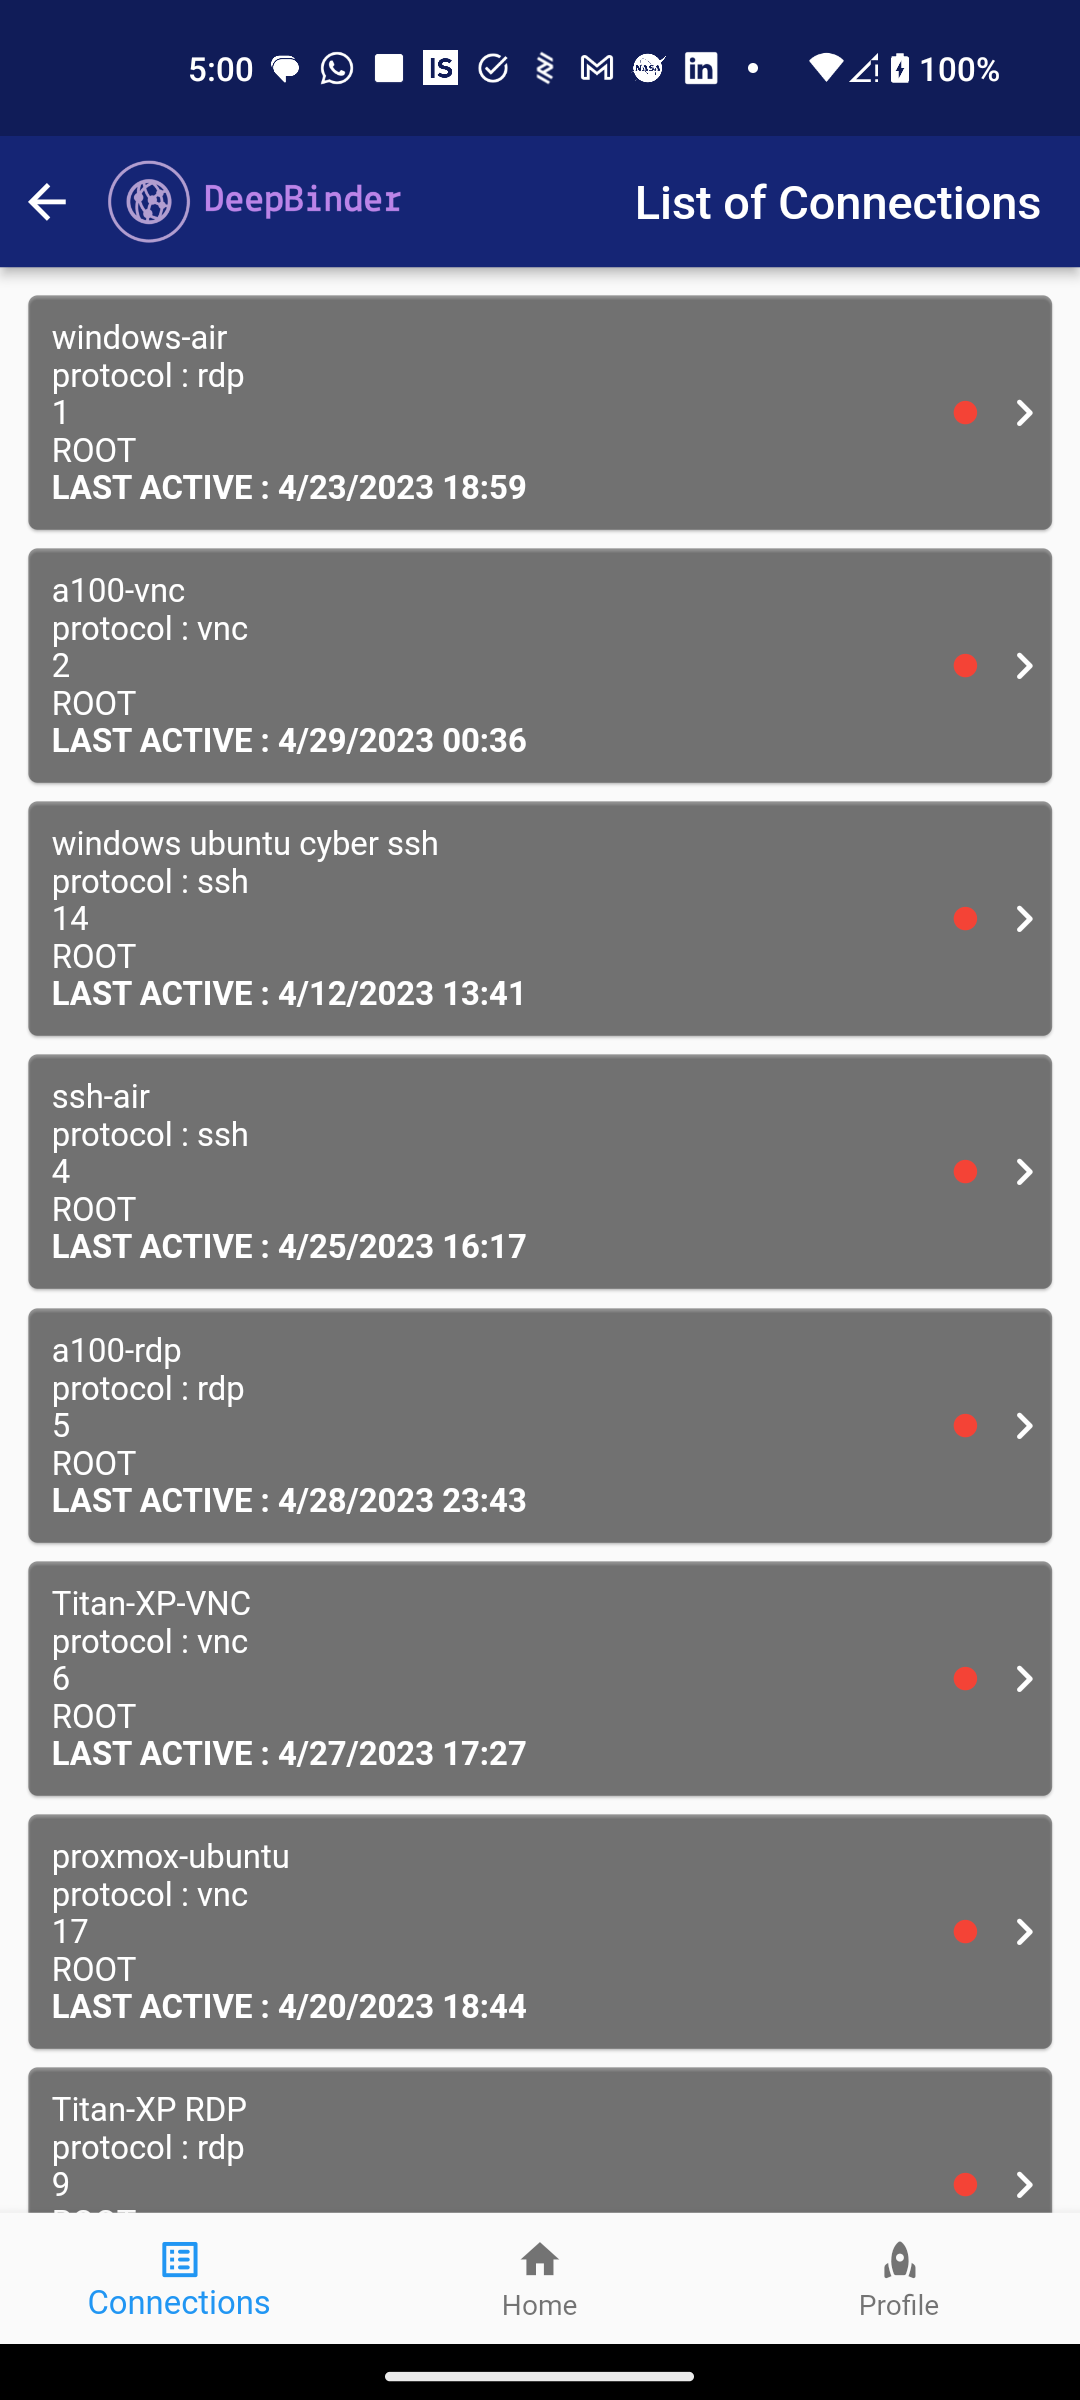 5:00 IS NASA in 100%
DeepBinder List of Connections
windows-air
protocol : rdp
1
ROOT
LAST ACTIVE : 4/23/2023 18:59
a100-vnc
protocol : vnc
2
ROOT
LAST ACTIVE : 4/29/2023 00:36
windows ubuntu cyber ssh
protocol : ssh
14
ROOT
LAST ACTIVE : 4/12/2023 13:41
ssh-air
protocol : ssh
4
ROOT
LAST ACTIVE : 4/25/2023 16:17
a100-rdp
protocol : rdp
5
ROOT
LAST ACTIVE : 4/28/2023 23:43
Titan-XP-VNC
protocol : vnc
6
ROOT
LAST ACTIVE : 4/27/2023 17:27
proxmox-ubuntu
protocol : vnc
17
ROOT
LAST ACTIVE : 4/20/2023 18:44
Titan-XP RDP
protocol : rdp
9
Connections Home Profile